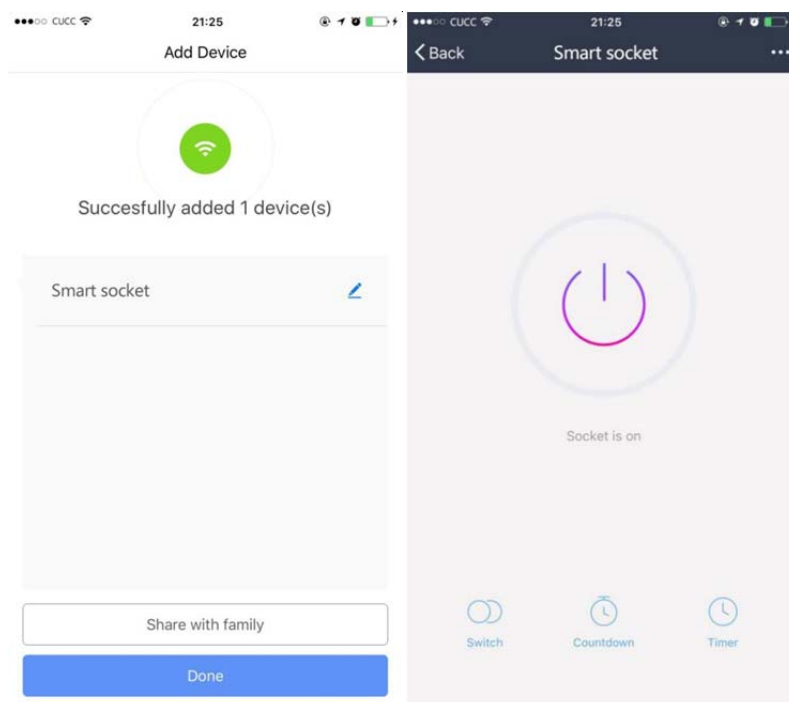 CUCC 21:25
Add Device
Succesfully added 1 device(s)
Smart socket
Share with family
Done
CUCC 21:25
Back Smart socket ...
Socket is on
Switch Countdown Timer